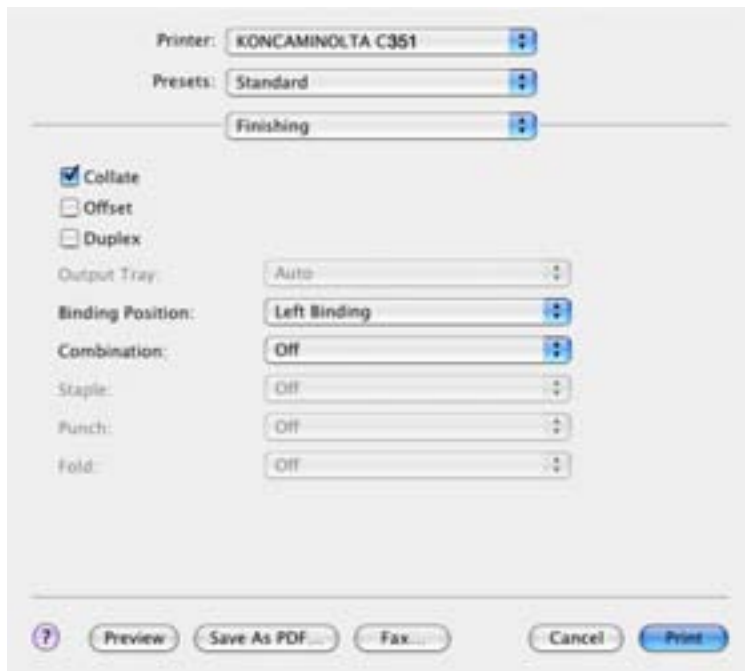 Printer: KONCAMINOLTA C351
Presets: Standard
Finishing
Collate
Offset
Duplex
Output Tray: Auto
Binding Position: Left Binding
Combination: Off
Staple: Off
Punch: Off
Fold: Off
? Preview Save As PDF... Fax... Cancel Print